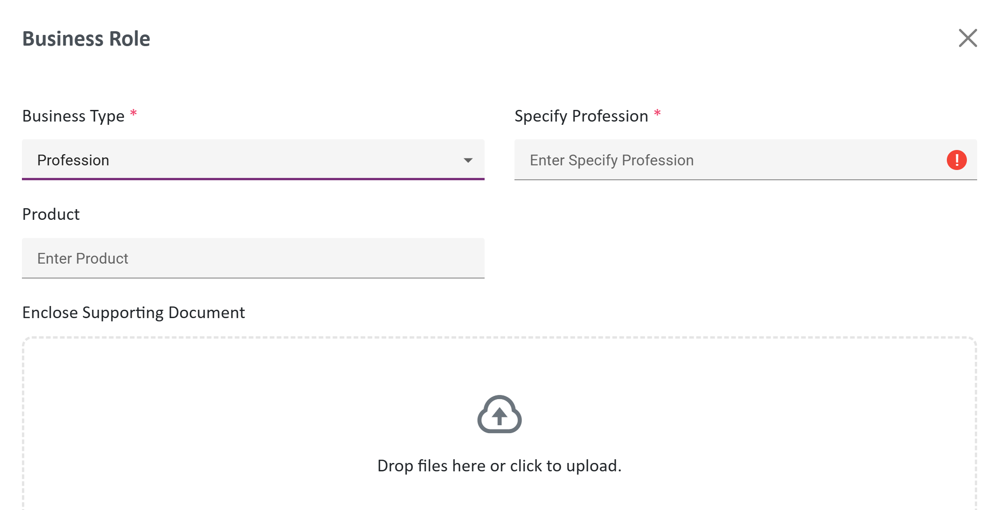 Business Role
Business Type *
Specify Profession *
Profession
Enter Specify Profession
Product
Enter Product
Enclose Supporting Document
Drop files here or click to upload.